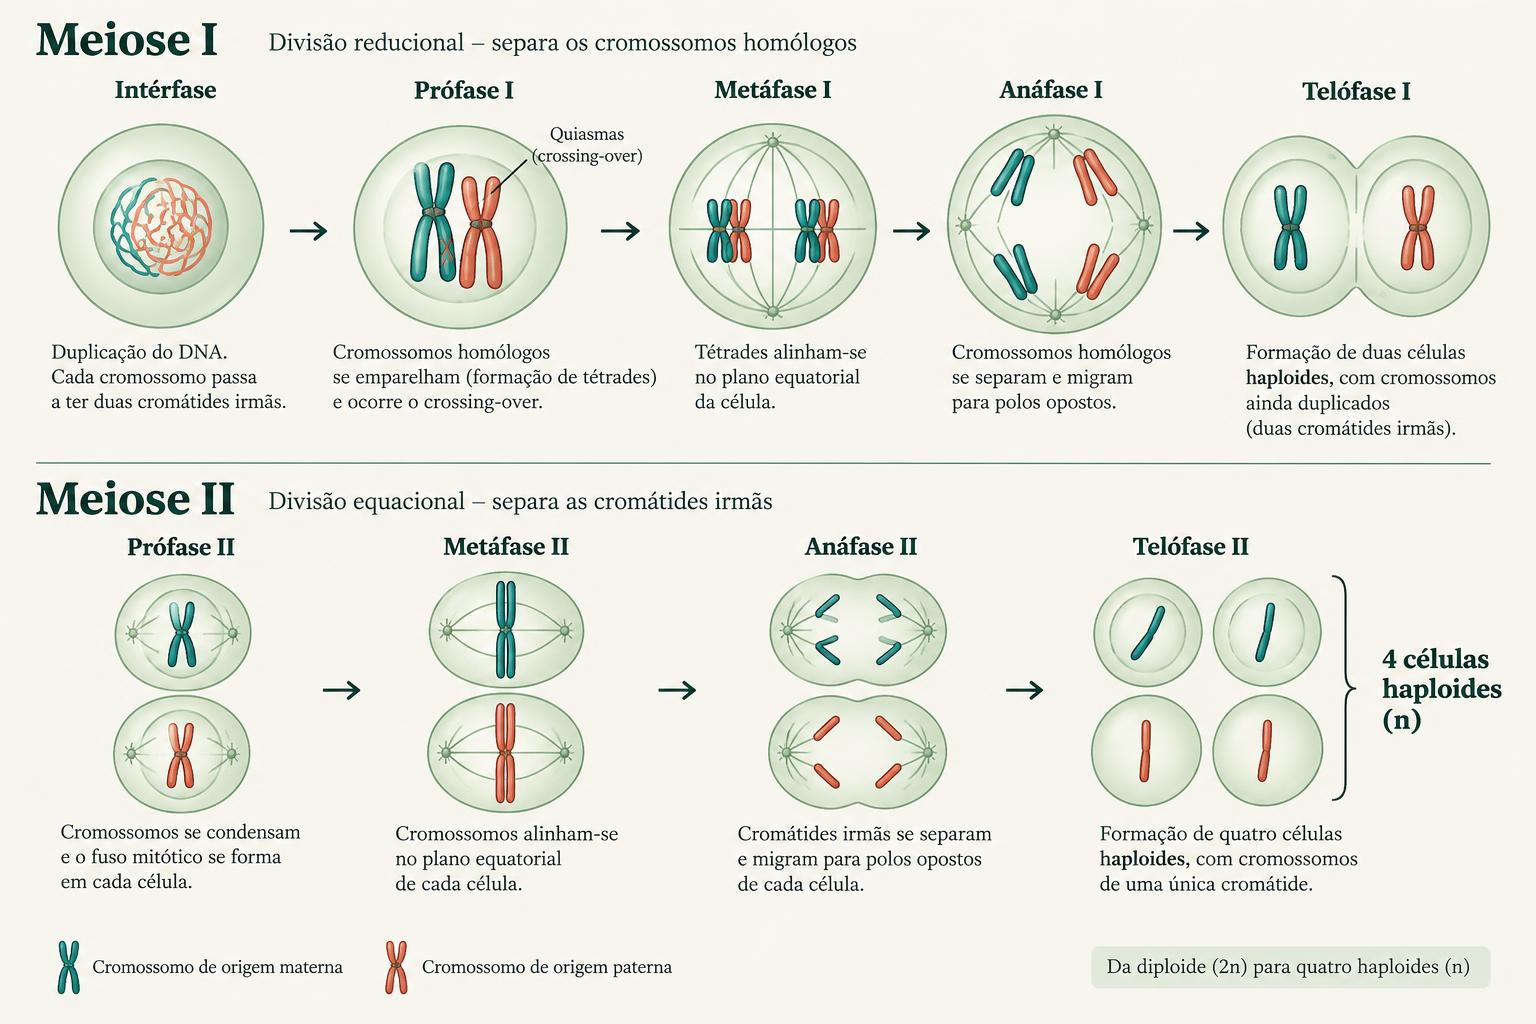 Meiose I
Divisão reducional – separa os cromossomos homólogos
Intérfase
Prófase I
Metáfase I
Anáfase I
Telófase I
Quiasmas
(crossing-over)
Duplicação do DNA.
Cada cromossomo passa
a ter duas cromátides irmãs.
Cromossomos homólogos
se emparelham (formação de tétrades)
e ocorre o crossing-over.
Tétrades alinham-se
no plano equatorial
da célula.
Cromossomos homólogos
se separam e migram
para polos opostos.
Formação de duas células
haploides, com cromossomos
ainda duplicados
(duas cromátides irmãs).
Meiose II
Divisão equacional – separa as cromátides irmãs
Prófase II
Metáfase II
Anáfase II
Telófase II
4 células
haploides
(n)
Cromossomos se condensam
e o fuso mitótico se forma
em cada célula.
Cromossomos alinham-se
no plano equatorial
de cada célula.
Cromátides irmãs se separam
e migram para polos opostos
de cada célula.
Formação de quatro células
haploides, com cromossomos
de uma única cromátide.
Cromossomo de origem materna
Cromossomo de origem paterna
Da diploide (2n) para quatro haploides (n)